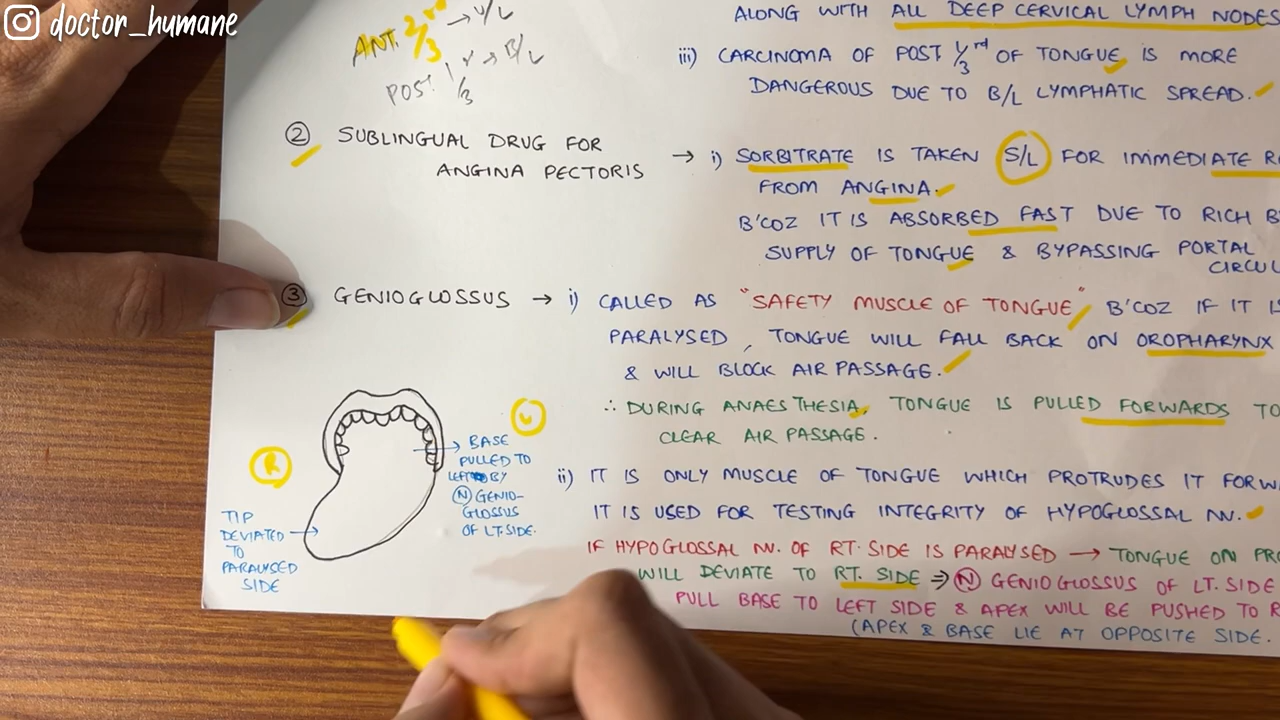 doctor_humane
ANT. 2/3 rd → U/L
POST. 1/3 rd → B/L
ALONG WITH ALL DEEP CERVICAL LYMPH NODES
iii) CARCINOMA OF POST. 1/3rd OF TONGUE IS MORE
DANGEROUS DUE TO B/L LYMPHATIC SPREAD.
② SUBLINGUAL DRUG FOR
ANGINA PECTORIS → i) SORBITRATE IS TAKEN S/L FOR IMMEDIATE R
FROM ANGINA.
B'COZ IT IS ABSORBED FAST DUE TO RICH B
SUPPLY OF TONGUE & BYPASSING PORTAL
CIRCUL
③ GENIOGLOSSUS → i) CALLED AS "SAFETY MUSCLE OF TONGUE" B'COZ IF IT IS
PARALYSED, TONGUE WILL FALL BACK ON OROPHARYNX
& WILL BLOCK AIR PASSAGE.
∴ DURING ANAESTHESIA, TONGUE IS PULLED FORWARDS TO
CLEAR AIR PASSAGE.
ii) IT IS ONLY MUSCLE OF TONGUE WHICH PROTRUDES IT FORW
IT IS USED FOR TESTING INTEGRITY OF HYPOGLOSSAL NV.
IF HYPOGLOSSAL NV. OF RT. SIDE IS PARALYSED → TONGUE ON PR
WILL DEVIATE TO RT. SIDE ⇒ Ⓝ GENIOGLOSSUS OF LT. SIDE
PULL BASE TO LEFT SIDE & APEX WILL BE PUSHED TO R
(APEX & BASE LIE AT OPPOSITE SIDE.
R
L
BASE
PULLED TO
LEFT BY
Ⓝ GENIO-
GLOSSUS
OF LT. SIDE.
TIP
DEVIATED
TO
PARALYSED
SIDE